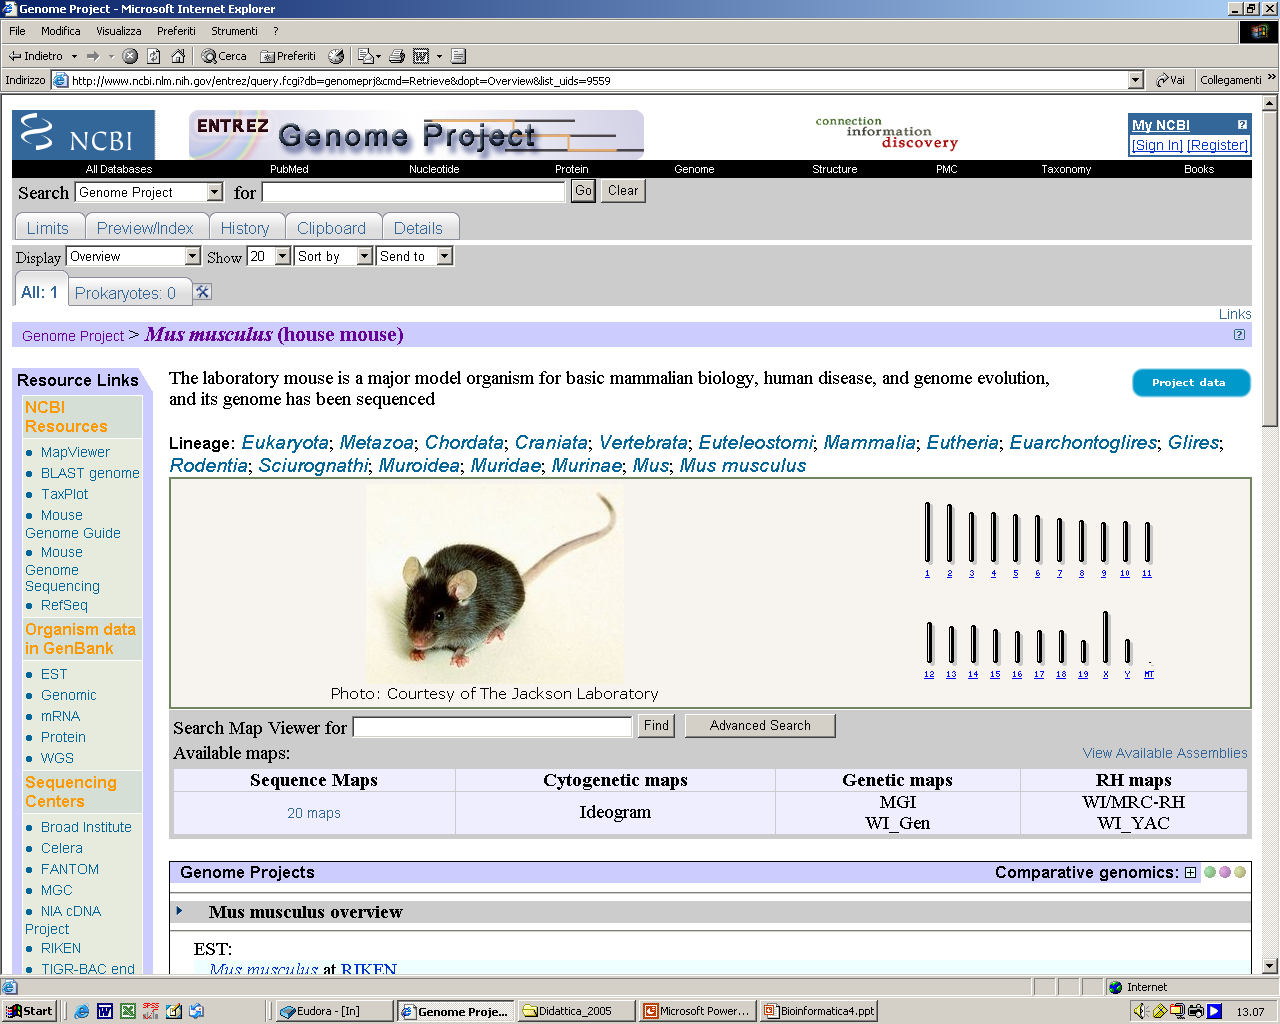 Genome Project - Microsoft Internet Explorer
File Modifica Visualizza Preferiti Strumenti ?
Indietro Cerca Preferiti
Indirizzo http://www.ncbi.nlm.nih.gov/entrez/query.fcgi?db=genomeprj&cmd=Retrieve&dopt=Overview&list_uids=9559 Vai Collegamenti »
NCBI ENTREZ Genome Project
connection
information
discovery
My NCBI ?
[Sign In] [Register]
All Databases PubMed Nucleotide Protein Genome Structure PMC Taxonomy Books
Search Genome Project for Go Clear
Limits Preview/Index History Clipboard Details
Display Overview Show 20 Sort by Send to
All: 1 Prokaryotes: 0
Links
Genome Project > Mus musculus (house mouse) ?
Resource Links
NCBI
Resources
• MapViewer
• BLAST genome
• TaxPlot
• Mouse
Genome Guide
• Mouse
Genome
Sequencing
• RefSeq
Organism data
in GenBank
• EST
• Genomic
• mRNA
• Protein
• WGS
Sequencing
Centers
• Broad Institute
• Celera
• FANTOM
• MGC
• NIA cDNA
Project
• RIKEN
• TIGR-BAC end
The laboratory mouse is a major model organism for basic mammalian biology, human disease, and genome evolution,
and its genome has been sequenced
Project data
Lineage: Eukaryota; Metazoa; Chordata; Craniata; Vertebrata; Euteleostomi; Mammalia; Eutheria; Euarchontoglires; Glires;
Rodentia; Sciurognathi; Muroidea; Muridae; Murinae; Mus; Mus musculus
1 2 3 4 5 6 7 8 9 10 11
12 13 14 15 16 17 18 19 X Y MT
Photo: Courtesy of The Jackson Laboratory
Search Map Viewer for Find Advanced Search
Available maps: View Available Assemblies
Sequence Maps Cytogenetic maps Genetic maps RH maps
20 maps Ideogram MGI WI/MRC-RH
WI_Gen WI_YAC
Genome Projects Comparative genomics:
Mus musculus overview
EST:
Mus musculus at RIKEN
Internet
Start Eudora - [In] Genome Proje... Didattica_2005 Microsoft Power... Bioinformatica4.ppt 13.07